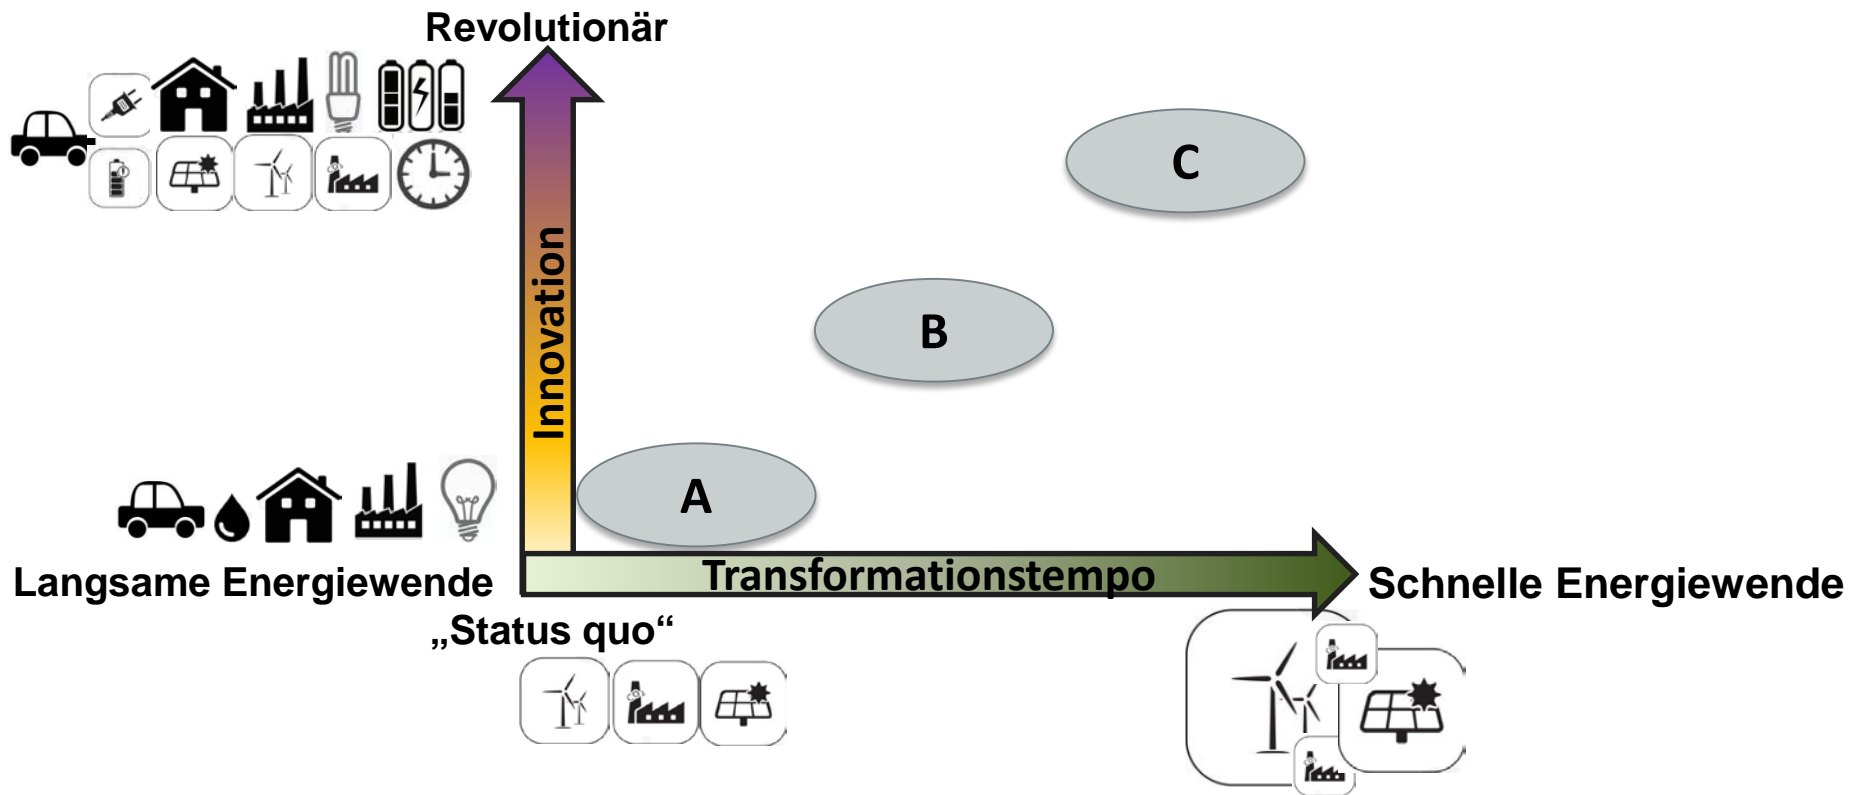 Revolutionär
Innovation
C
B
A
Langsame Energiewende
Transformationstempo
Schnelle Energiewende
„Status quo“